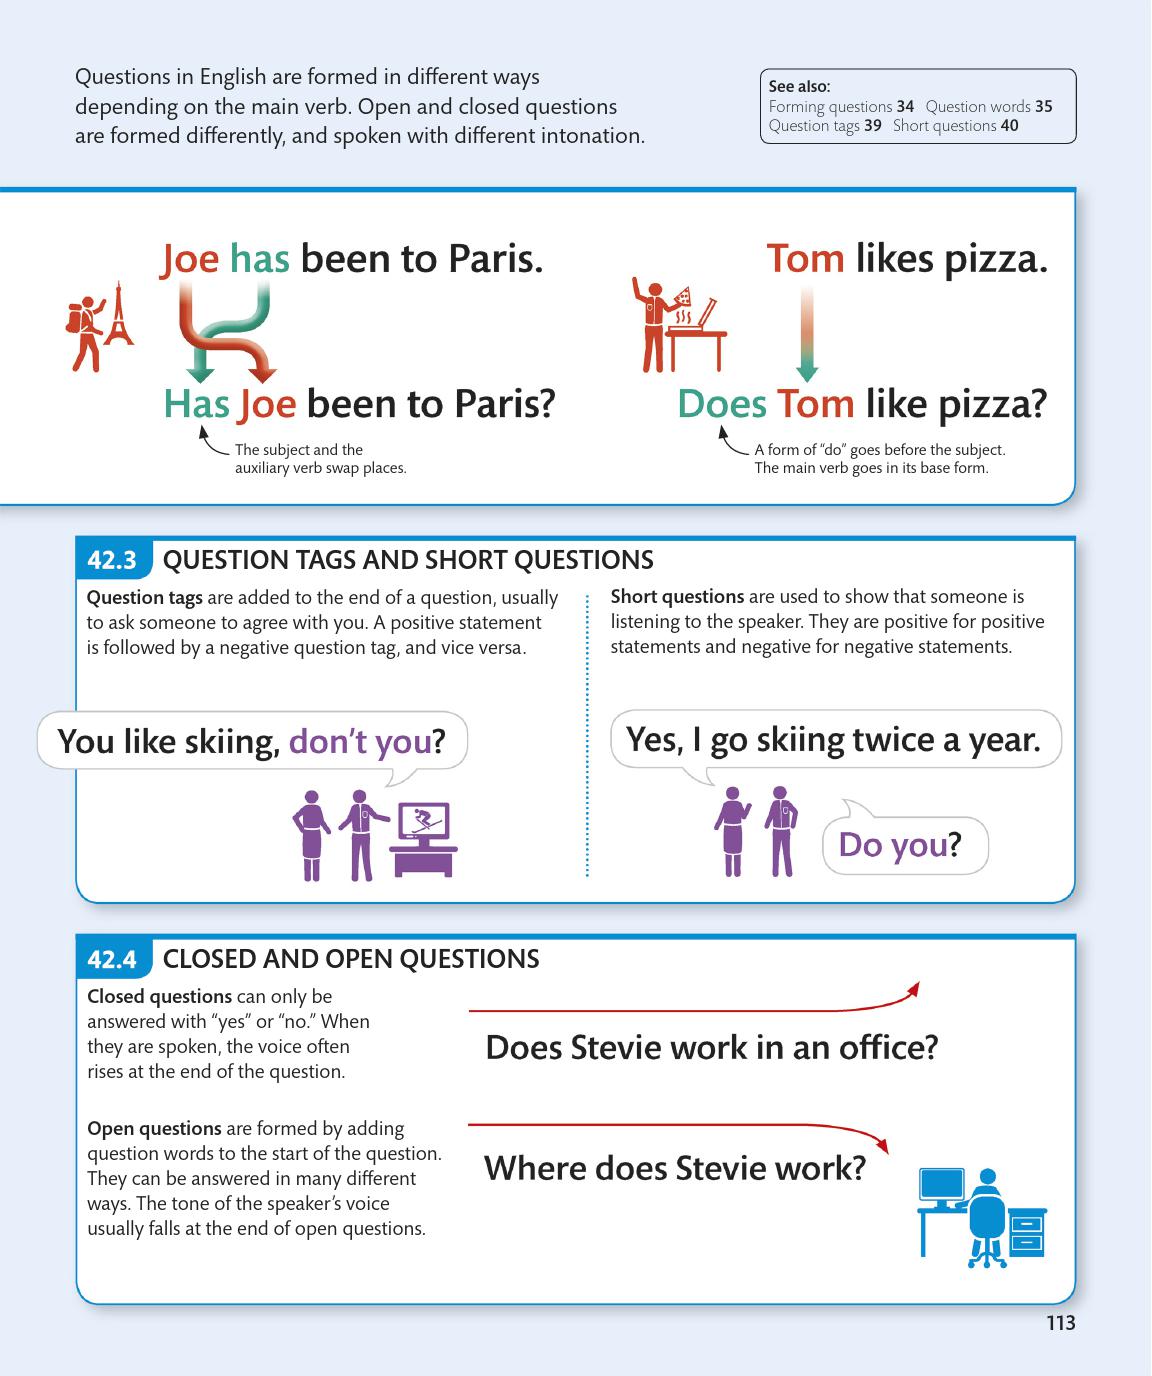 Questions in English are formed in different ways
depending on the main verb. Open and closed questions
are formed differently, and spoken with different intonation.
See also:
Forming questions 34 Question words 35
Question tags 39 Short questions 40
Joe has been to Paris.
Has Joe been to Paris?
The subject and the
auxiliary verb swap places.
Tom likes pizza.
Does Tom like pizza?
A form of “do” goes before the subject.
The main verb goes in its base form.
42.3 QUESTION TAGS AND SHORT QUESTIONS
Question tags are added to the end of a question, usually
to ask someone to agree with you. A positive statement
is followed by a negative question tag, and vice versa.
You like skiing, don’t you?
Short questions are used to show that someone is
listening to the speaker. They are positive for positive
statements and negative for negative statements.
Yes, I go skiing twice a year.
Do you?
42.4 CLOSED AND OPEN QUESTIONS
Closed questions can only be
answered with “yes” or “no.” When
they are spoken, the voice often
rises at the end of the question.
Does Stevie work in an office?
Open questions are formed by adding
question words to the start of the question.
They can be answered in many different
ways. The tone of the speaker’s voice
usually falls at the end of open questions.
Where does Stevie work?
113